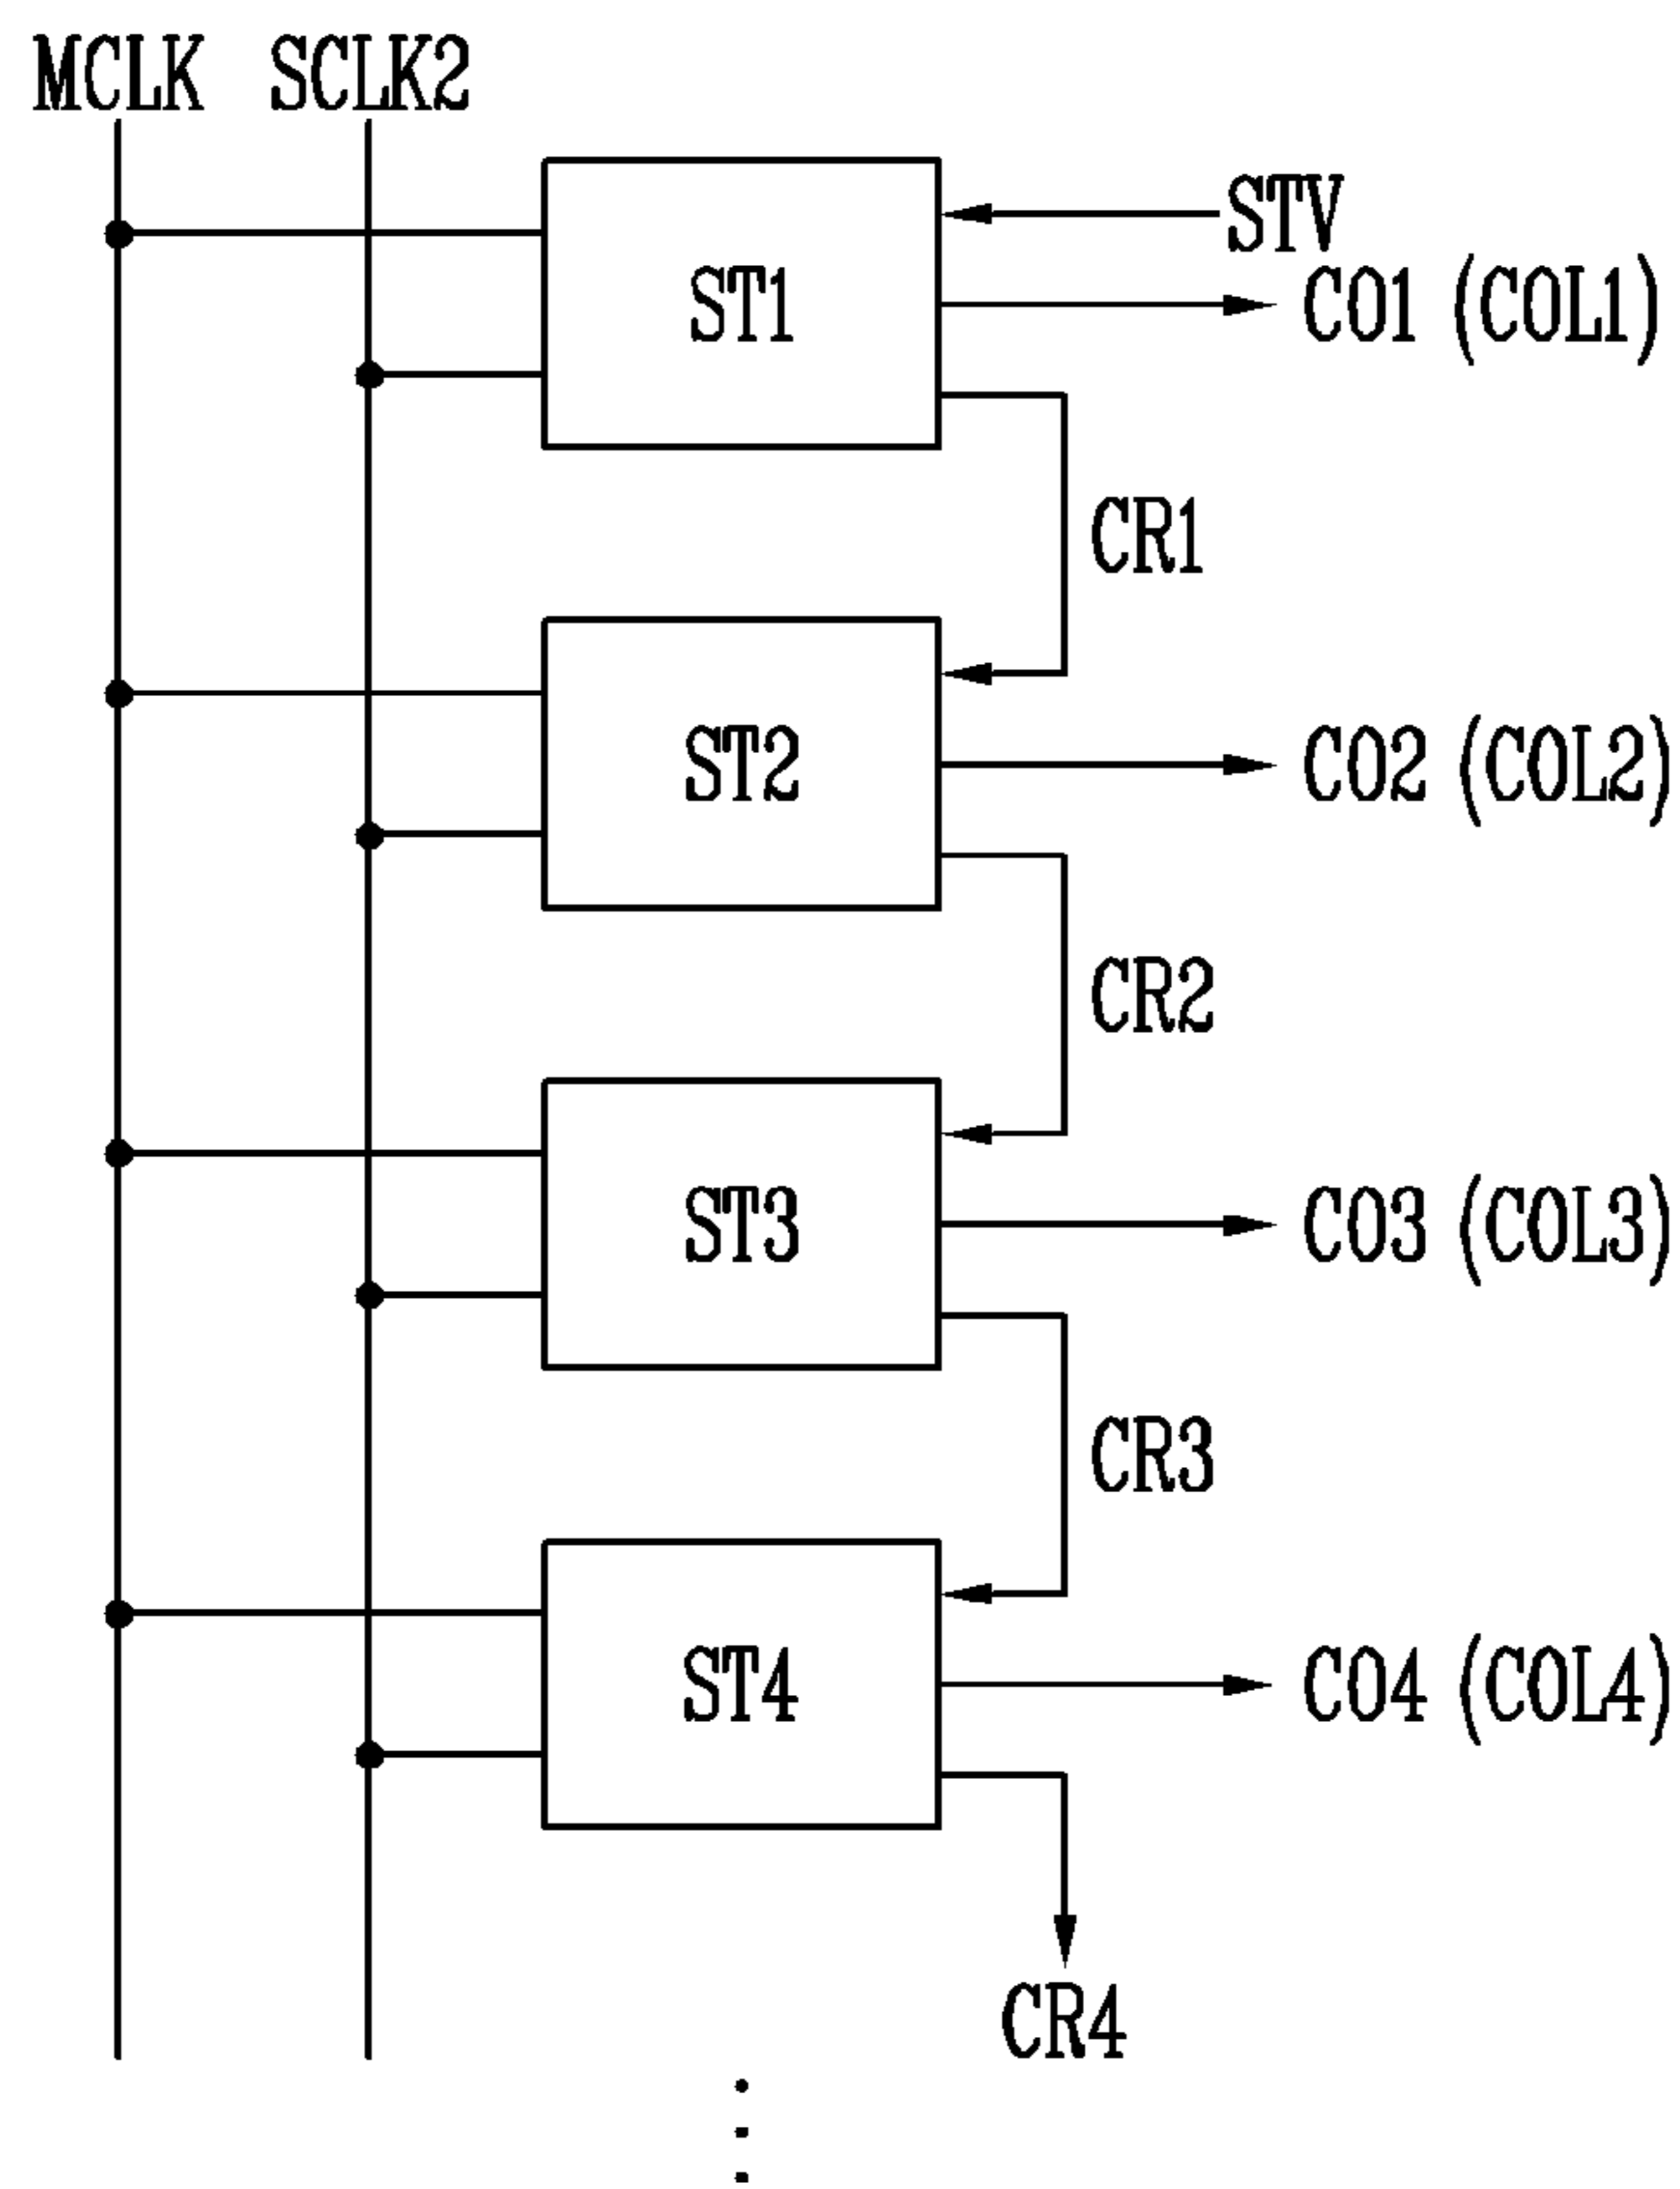 MCLK SCLK2
STV
ST1 CO1 (COL1)
CR1
ST2 CO2 (COL2)
CR2
ST3 CO3 (COL3)
CR3
ST4 CO4 (COL4)
CR4